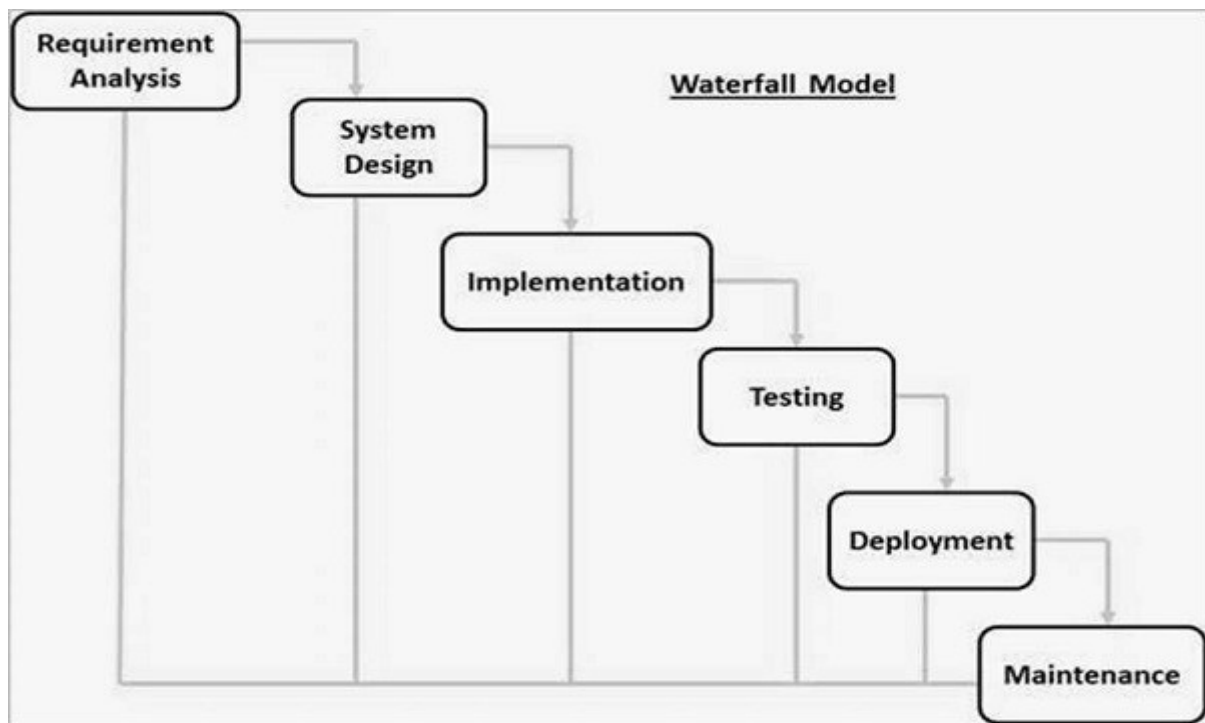 Requirement
Analysis
Waterfall Model
System
Design
Implementation
Testing
Deployment
Maintenance